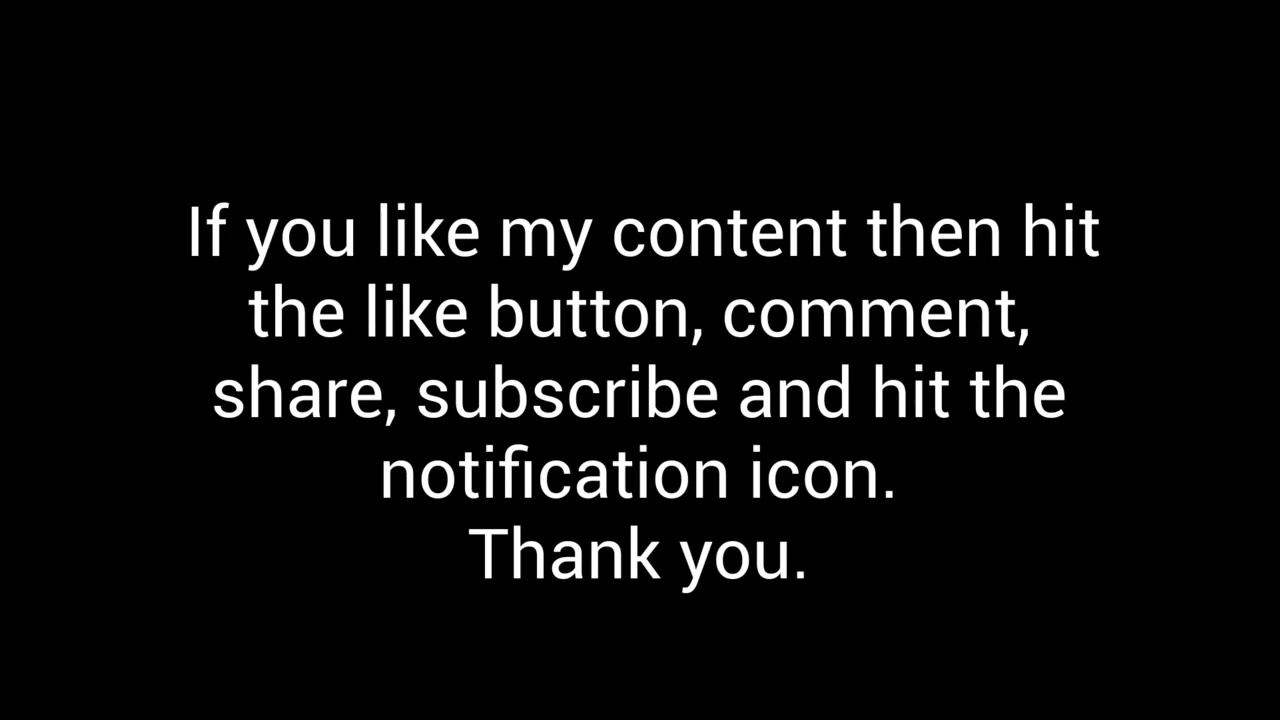 If you like my content then hit
the like button, comment,
share, subscribe and hit the
notification icon.
Thank you.